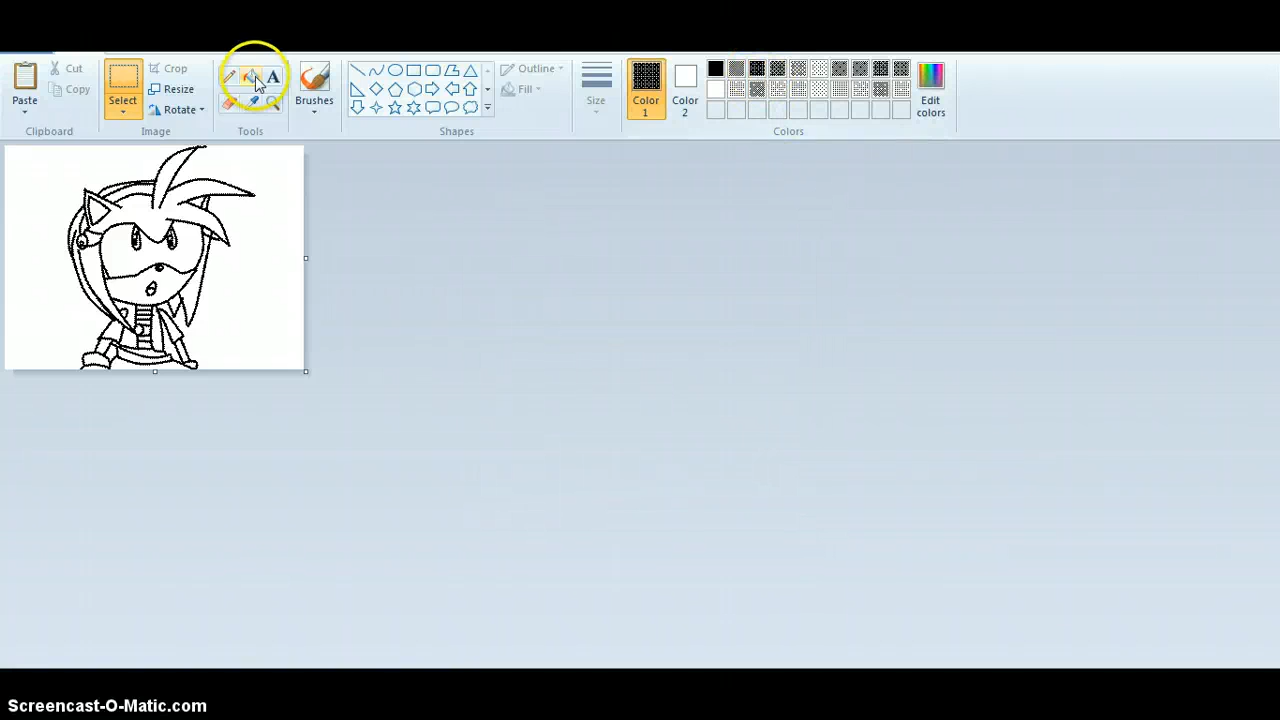 Paste
Cut
Copy
Clipboard
Select
Crop
Resize
Rotate
Image
A
Tools
Brushes
Shapes
Outline
Fill
Size
Color
1
Color
2
Edit
colors
Colors
Screencast-O-Matic.com